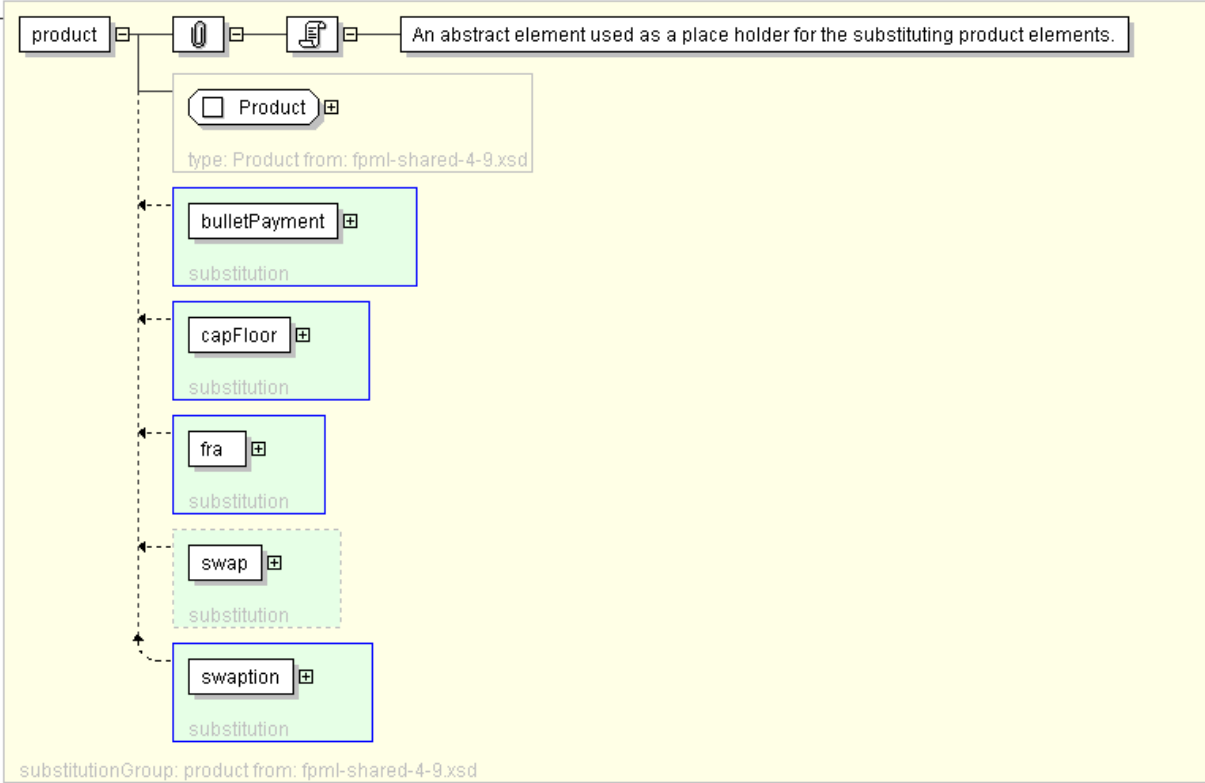 product
An abstract element used as a place holder for the substituting product elements.
Product
type: Product from: fpml-shared-4-9.xsd
bulletPayment
substitution
capFloor
substitution
fra
substitution
swap
substitution
swaption
substitution
substitutionGroup: product from: fpml-shared-4-9.xsd